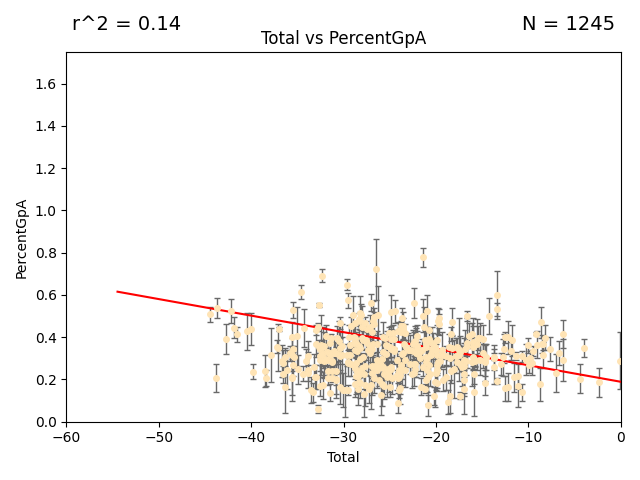 r^2 = 0.14 N = 1245
Total vs PercentGpA
1.6
1.4
1.2
1.0
0.8
0.6
0.4
0.2
0.0
PercentGpA
−60 −50 −40 −30 −20 −10 0
Total